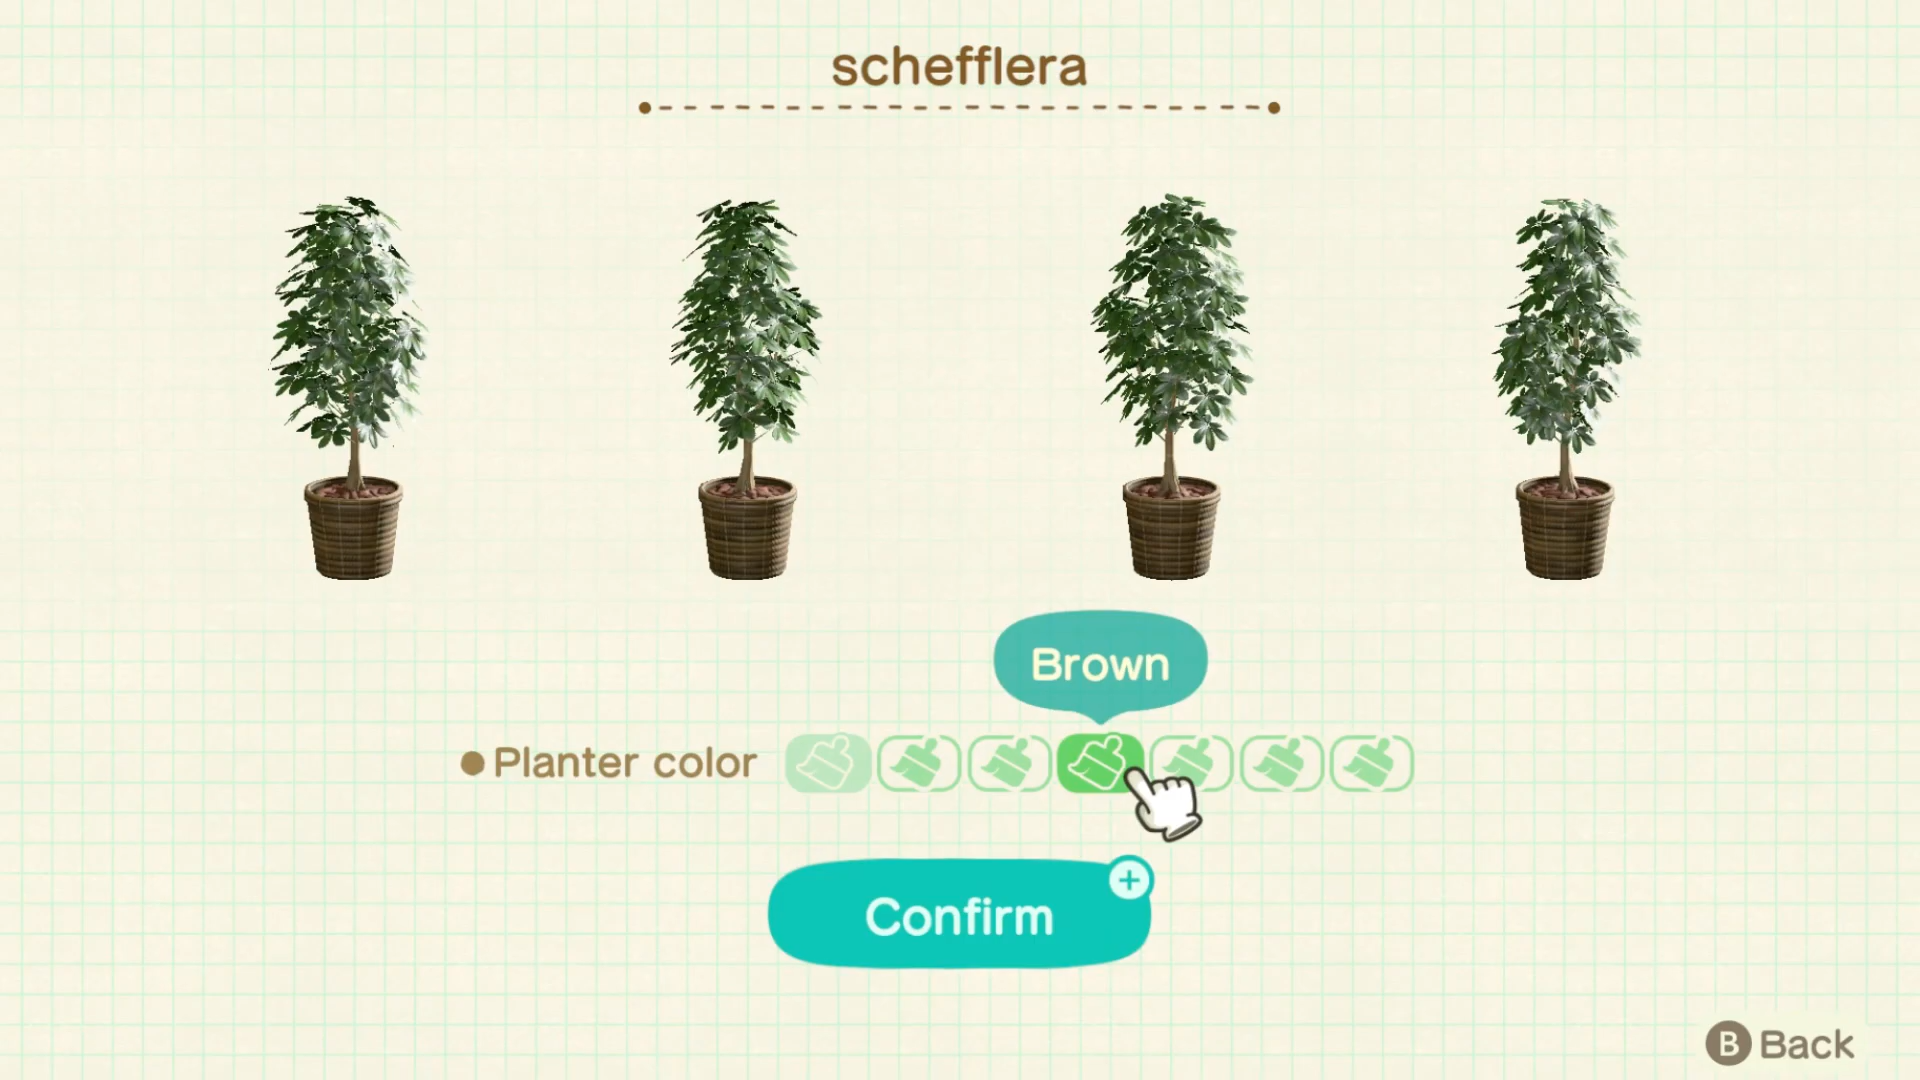 schefflera
Brown
Planter color
Confirm
B Back